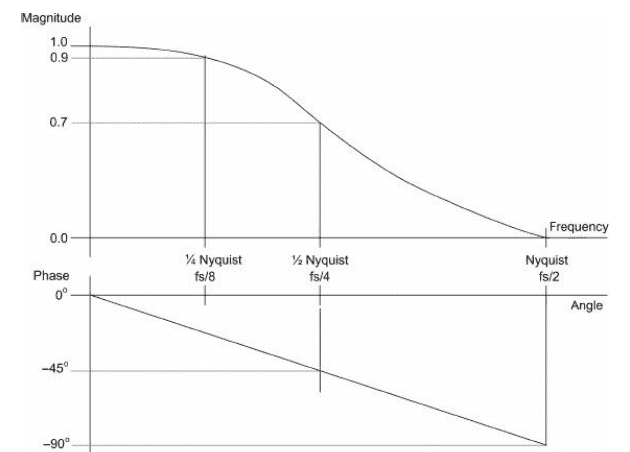 Magnitude
1.0
0.9
0.7
0.0
Frequency
¼ Nyquist
fs/8
½ Nyquist
fs/4
Nyquist
fs/2
Phase
0°
Angle
–45°
–90°